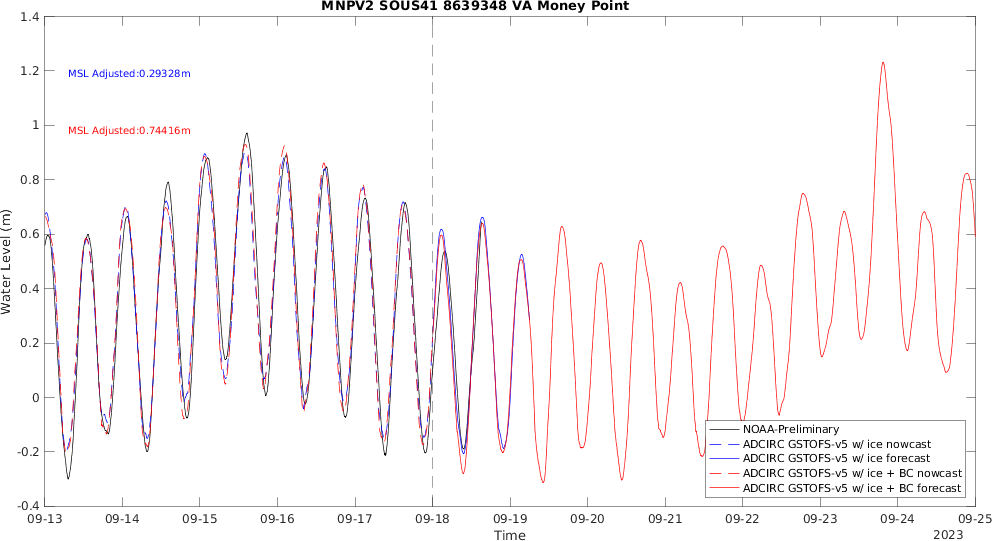 MNPV2 SOUS41 8639348 VA Money Point
1.4
1.2
1
0.8
0.6
0.4
0.2
0
-0.2
-0.4
Water Level (m)
MSL Adjusted:0.29328m
MSL Adjusted:0.74416m
NOAA-Preliminary
ADCIRC GSTOFS-v5 w/ ice nowcast
ADCIRC GSTOFS-v5 w/ ice forecast
ADCIRC GSTOFS-v5 w/ ice + BC nowcast
ADCIRC GSTOFS-v5 w/ ice + BC forecast
09-13 09-14 09-15 09-16 09-17 09-18 09-19 09-20 09-21 09-22 09-23 09-24 09-25
Time
2023